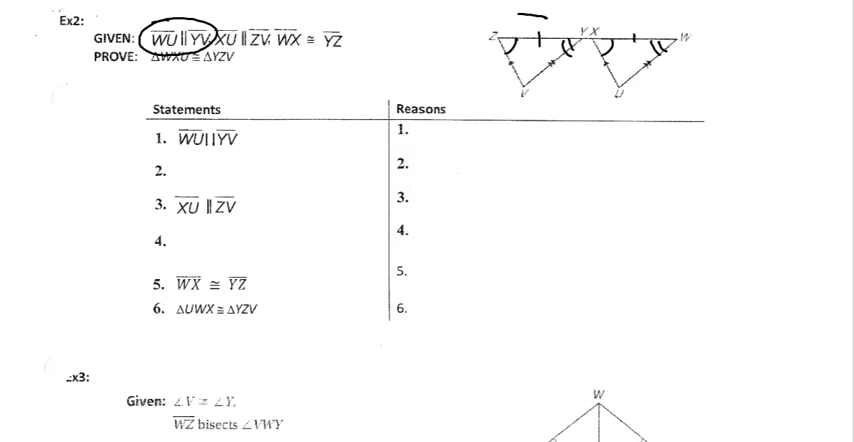 Ex2:
GIVEN: WU ∥ YV, XU ∥ ZV, WX ≅ YZ
PROVE: ΔWXU ≅ ΔYZV
Z Y X W
V U
Statements Reasons
1. WU||YV 1.
2. 2.
3. XU ∥ ZV 3.
4. 4.
5. WX ≅ YZ 5.
6. ΔUWX ≅ ΔYZV 6.
x3:
Given: ∠V = ∠Y,
WZ bisects ∠VWY
W